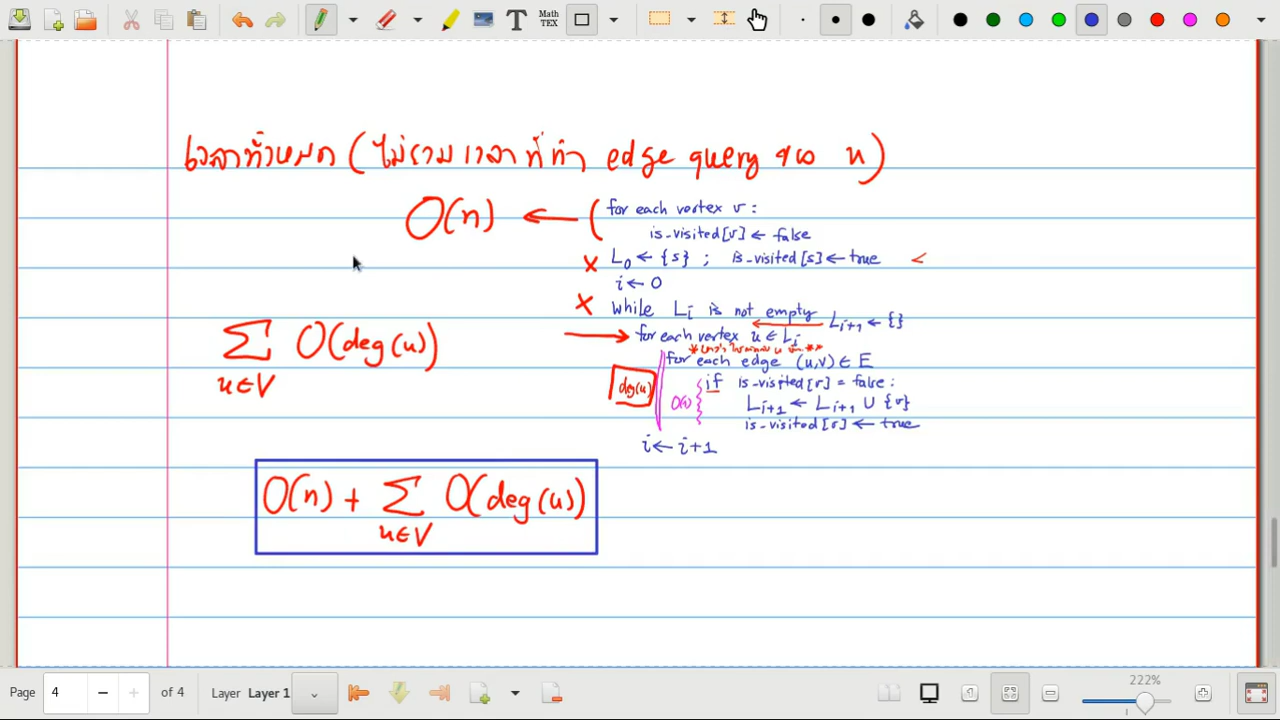 Math
TEX
เวลาทั้งหมด (ไม่รวมเวลาที่ทำ edge query ของ u)
O(n) ← ( for each vertex v :
is-visited[v] ← false
× L₀ ← {s} ; is-visited[s] ← true <
i ← 0
× while Lᵢ is not empty
Lᵢ₊₁ ← {}
→ for each vertex u ∈ Lᵢ
for each edge (u,v) ∈ E
deg(u)
if is-visited[v] = false :
Lᵢ₊₁ ← Lᵢ₊₁ ∪ {v}
is-visited[v] ← true
i ← i+1
∑ O(deg(u))
u∈V
O(n) + ∑ O(deg(u))
u∈V
222%
Page 4 of 4 Layer Layer 1